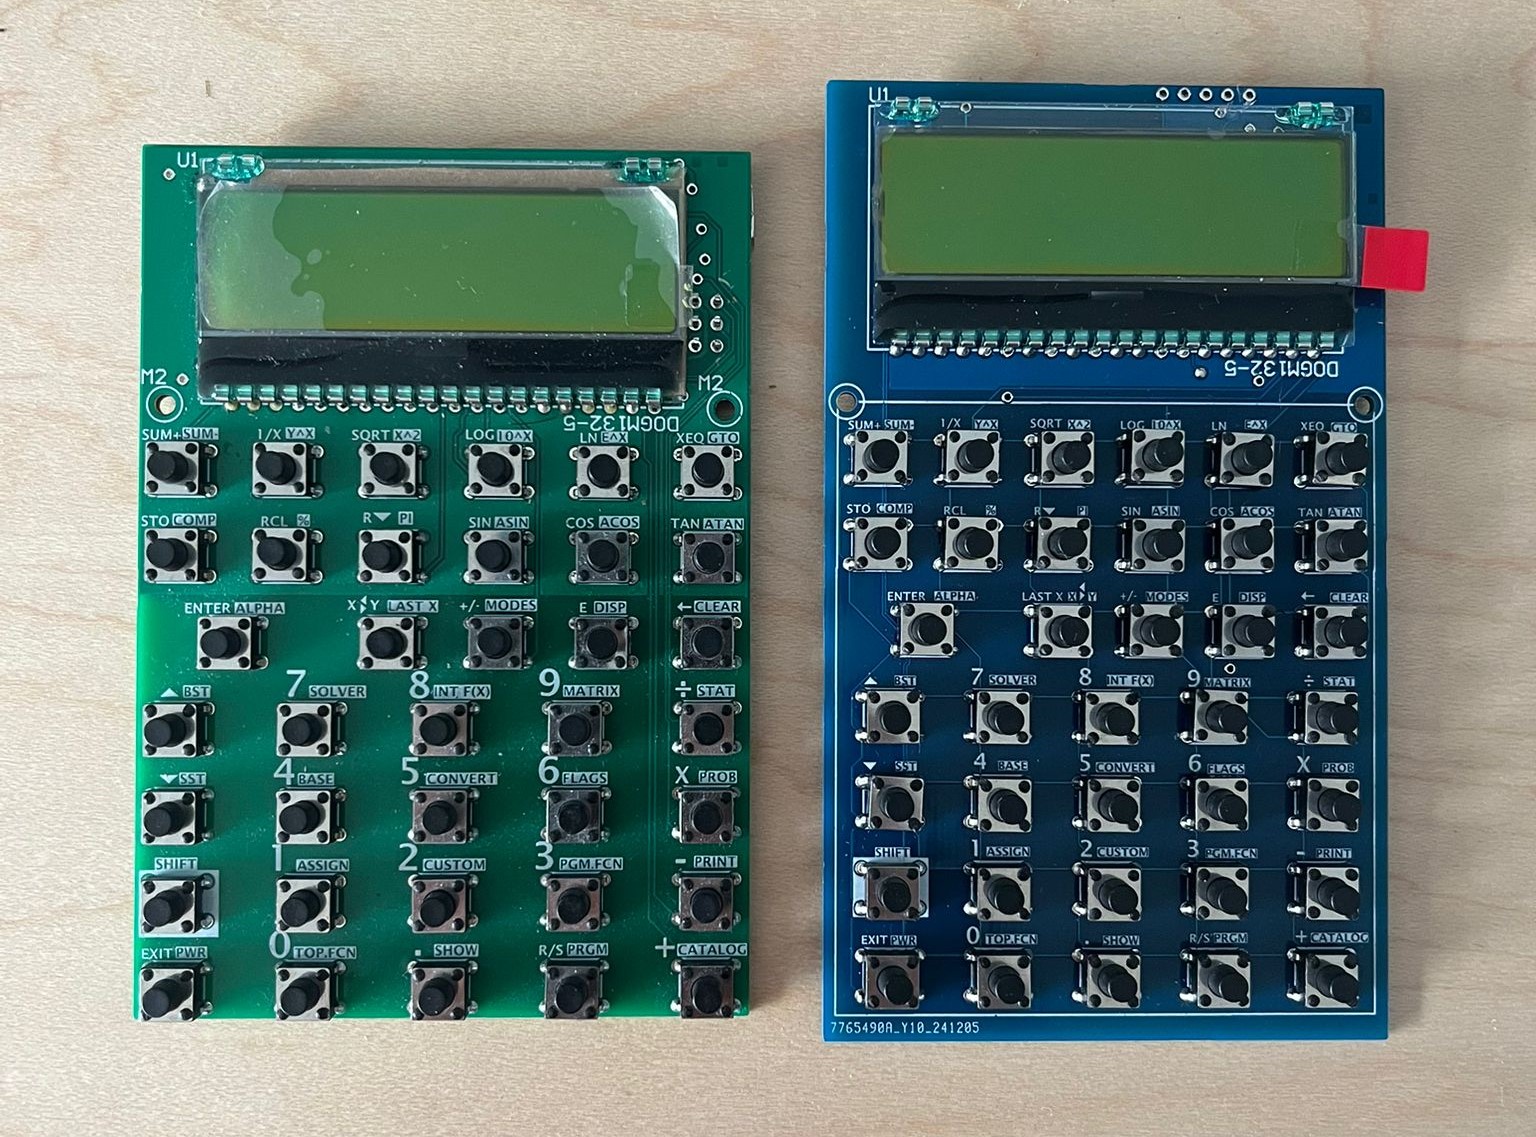 U1
M2 M2
DOGM132-5
SUM+ SUM- 1/X Y^X SQRT X^2 LOG 10^X LN E^X XEQ GTO
STO COMP RCL % R▼ PI SIN ASIN COS ACOS TAN ATAN
ENTER ALPHA X Y LAST X +/- MODES E DISP ← CLEAR
▲ BST 7 SOLVER 8 INT F(X) 9 MATRIX ÷ STAT
▼ SST 4 BASE 5 CONVERT 6 FLAGS X PROB
SHIFT 1 ASSIGN 2 CUSTOM 3 PGM.FCN - PRINT
EXIT PWR 0 TOP.FCN . SHOW R/S PRGM + CATALOG
U1
DOGM132-5
SUM+ SUM- 1/X Y^X SQRT X^2 LOG 10^X LN E^X XEQ GTO
STO COMP RCL % R▼ PI SIN ASIN COS ACOS TAN ATAN
ENTER ALPHA LAST X X Y +/- MODES E DISP ← CLEAR
▲ BST 7 SOLVER 8 INT F(X) 9 MATRIX ÷ STAT
▼ SST 4 BASE 5 CONVERT 6 FLAGS X PROB
SHIFT 1 ASSIGN 2 CUSTOM 3 PGM.FCN - PRINT
EXIT PWR 0 TOP.FCN . SHOW R/S PRGM + CATALOG
7765490A_Y10_241205